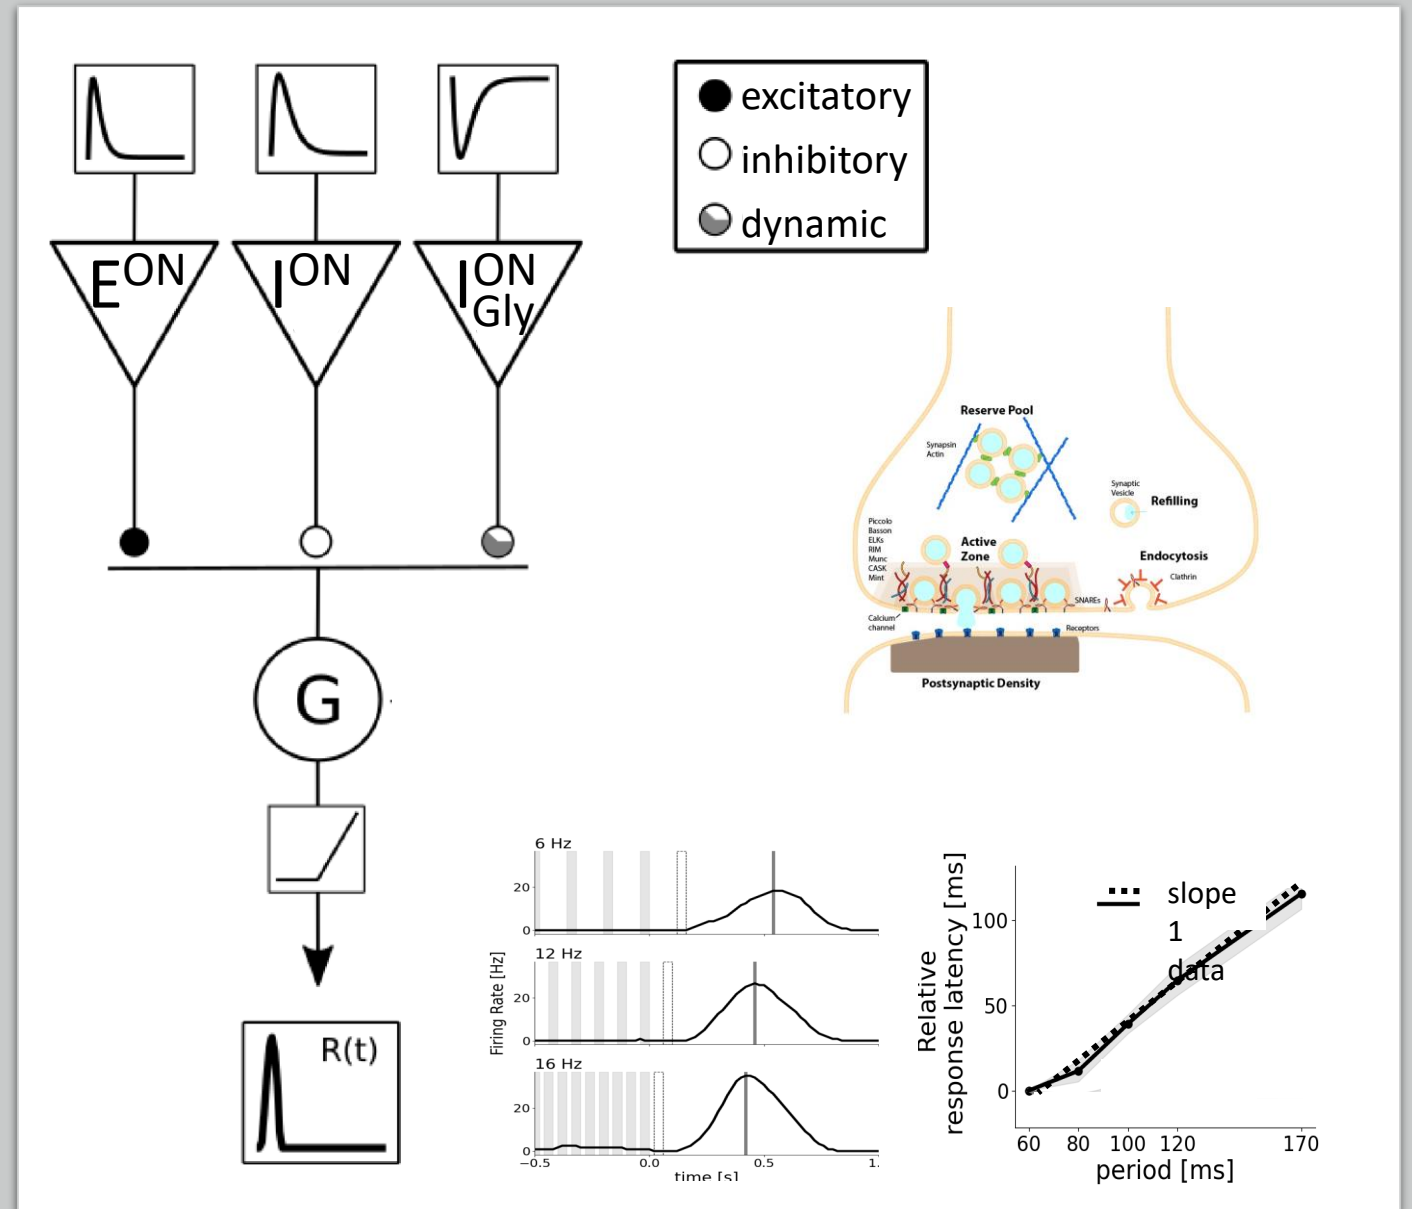 excitatory
inhibitory
dynamic
E ON
I ON
I ON Gly
Reserve Pool
Synapsin
Actin
Synaptic
Vesicle
Refilling
Piccolo
Basson
ELKs
RIM
Munc
CASK
Mint
Active
Zone
Endocytosis
Clathrin
SNAREs
Calcium
channel
Receptors
Postsynaptic Density
G
R(t)
6 Hz
20
0
12 Hz
20
0
16 Hz
20
0
−0.5 0.0 0.5 1.
time [s]
Firing Rate [Hz]
Relative
response latency [ms]
slope
1
data
100
50
0
60 80 100 120 170
period [ms]